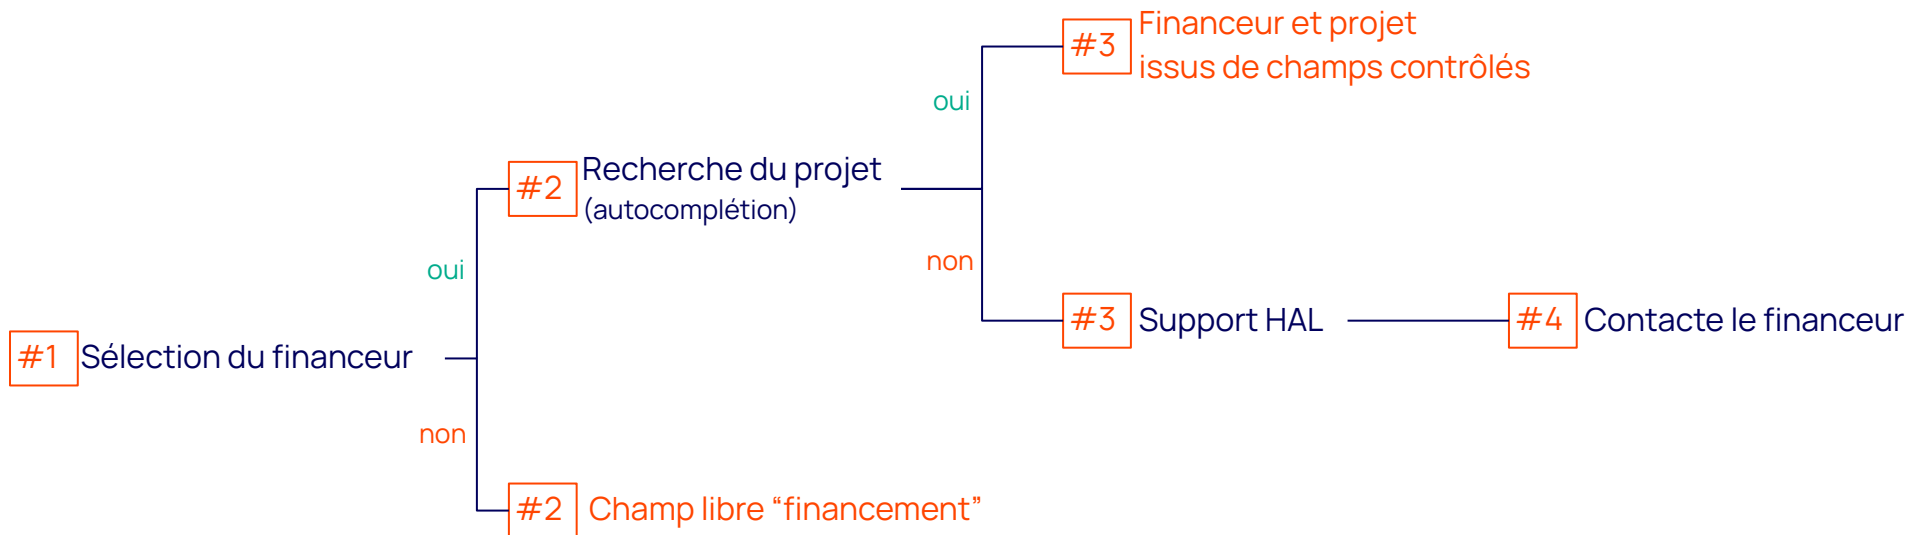 #3 Financeur et projet
issus de champs contrôlés
oui
#2 Recherche du projet
(autocomplétion)
non
oui
#3 Support HAL
#4 Contacte le financeur
#1 Sélection du financeur
non
#2 Champ libre “financement”